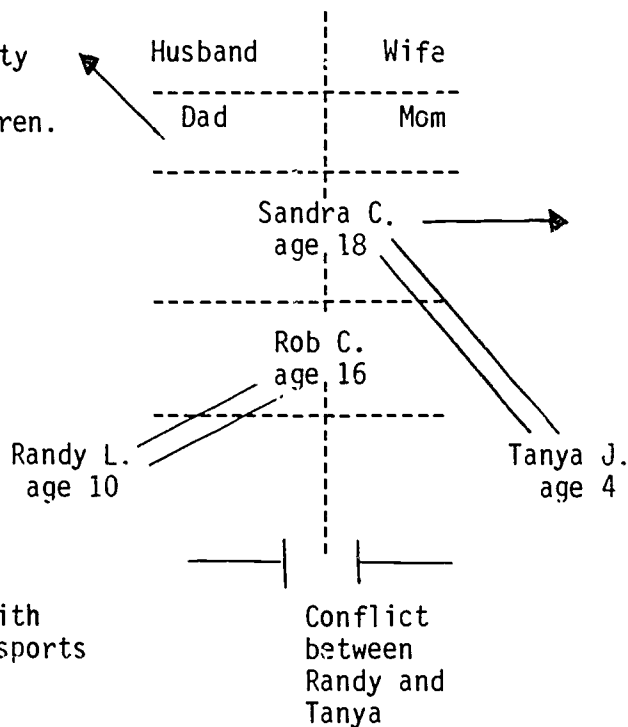 ty
Husband Wife
ren.
Dad Mom
Sandra C.
age 18
Rob C.
age 16
Randy L.
age 10
Tanya J.
age 4
ith
sports
Conflict
between
Randy and
Tanya